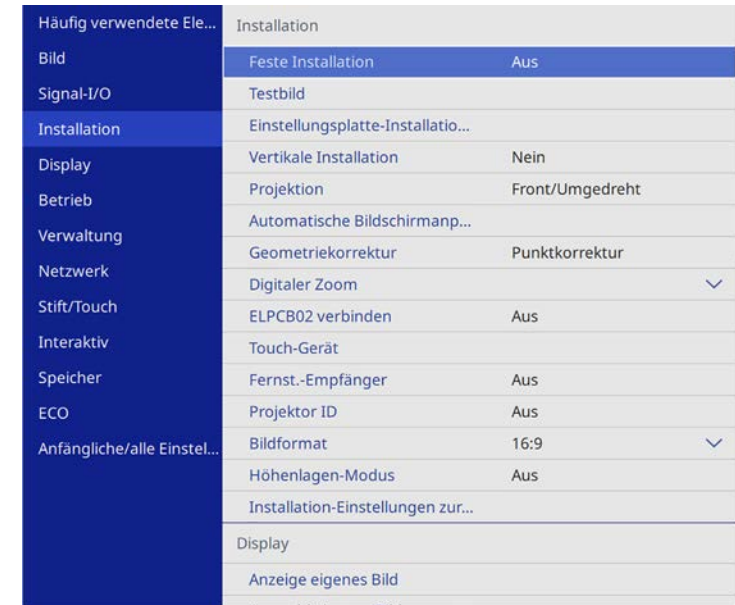 Häufig verwendete Ele...
Bild
Signal-I/O
Installation
Display
Betrieb
Verwaltung
Netzwerk
Stift/Touch
Interaktiv
Speicher
ECO
Anfängliche/alle Einstel...
Installation
Feste Installation Aus
Testbild
Einstellungsplatte-Installatio...
Vertikale Installation Nein
Projektion Front/Umgedreht
Automatische Bildschirmanp...
Geometriekorrektur Punktkorrektur
Digitaler Zoom
ELPCB02 verbinden Aus
Touch-Gerät
Fernst.-Empfänger Aus
Projektor ID Aus
Bildformat 16:9
Höhenlagen-Modus Aus
Installation-Einstellungen zur...
Display
Anzeige eigenes Bild